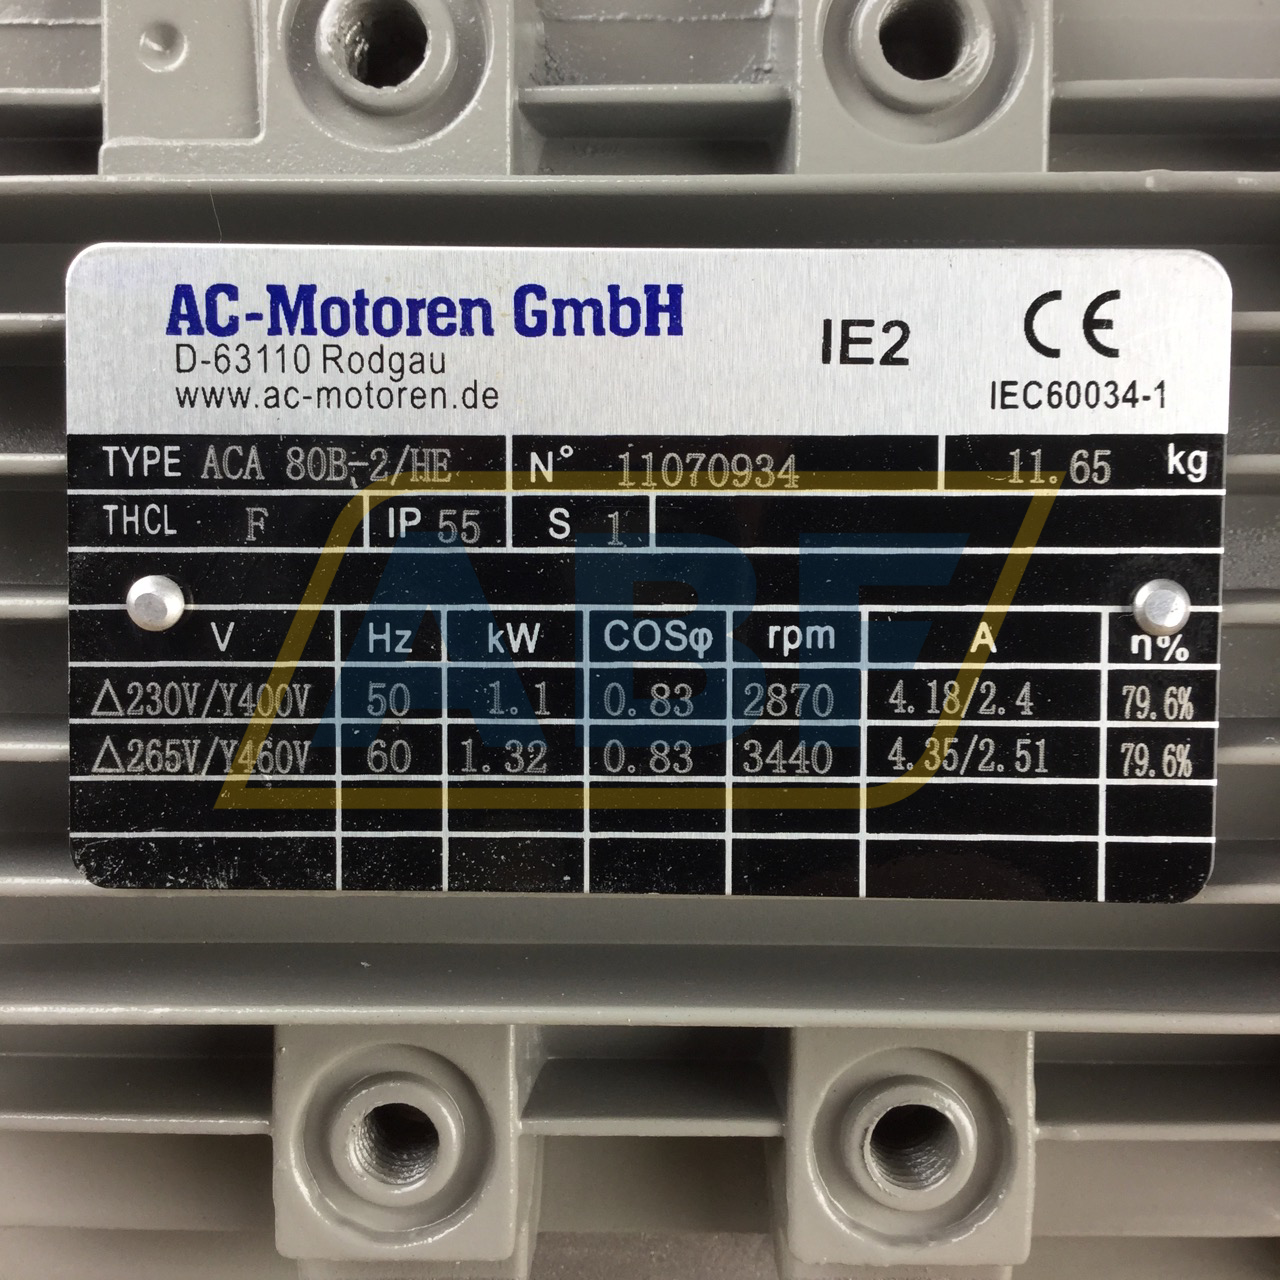 AC-Motoren GmbH
D-63110 Rodgau
www.ac-motoren.de
IE2
CE
IEC60034-1
TYPE ACA 80B-2/HE N° 11070934 11.65 kg
THCL F IP 55 S 1
V Hz kW COSφ rpm A η%
△230V/Y400V 50 1.1 0.83 2870 4.18/2.4 79.6%
△265V/Y460V 60 1.32 0.83 3440 4.35/2.51 79.6%
ABF